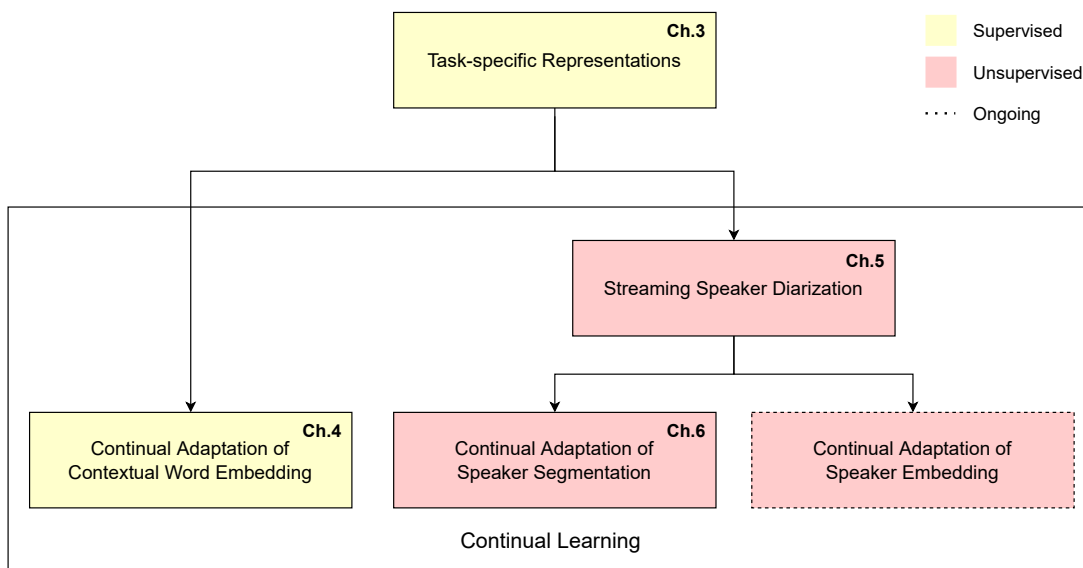 Ch.3
Task-specific Representations
Supervised
Unsupervised
Ongoing
Ch.5
Streaming Speaker Diarization
Ch.4
Continual Adaptation of
Contextual Word Embedding
Ch.6
Continual Adaptation of
Speaker Segmentation
Continual Adaptation of
Speaker Embedding
Continual Learning